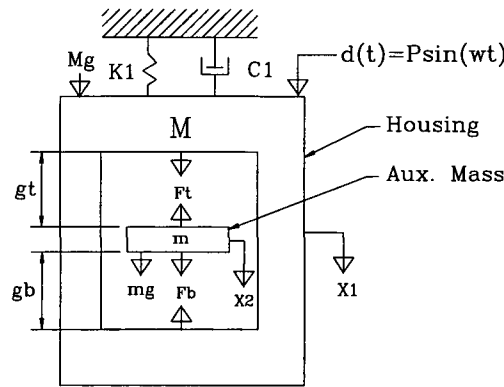 Mg
K1
C1
d(t)=Psin(wt)
M
Housing
Aux. Mass
gt
Ft
m
gb
mg
Fb
X2
X1